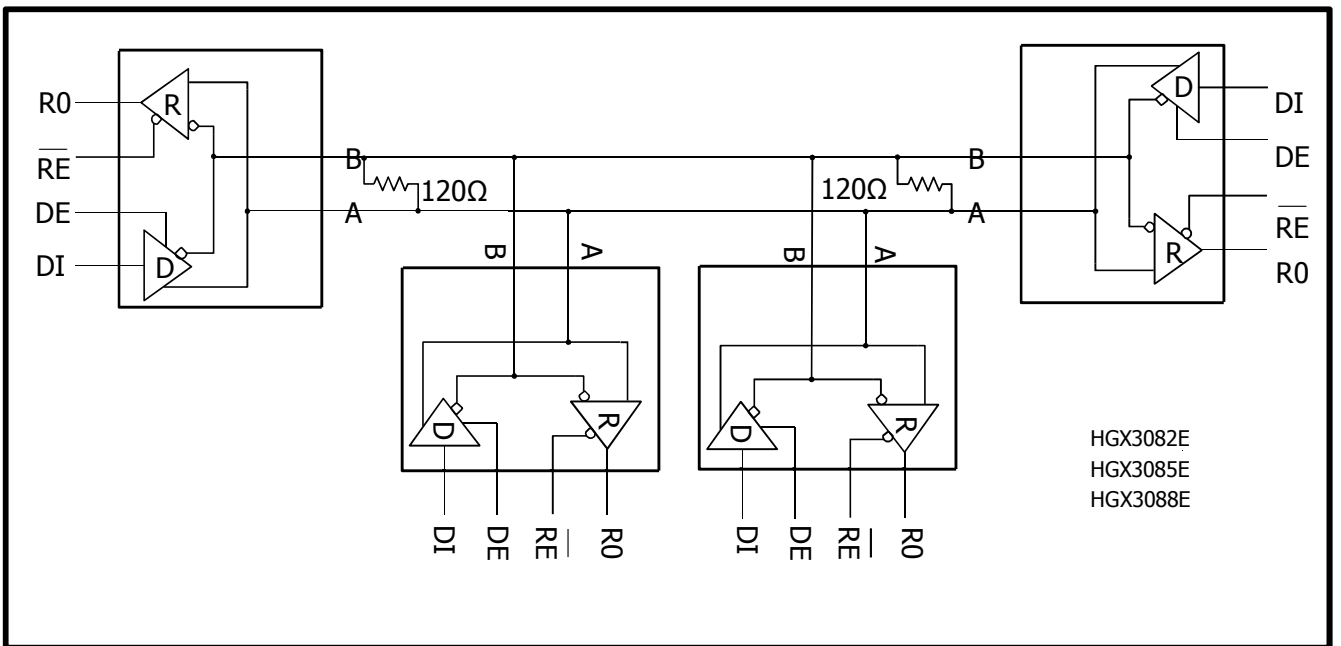 R0
R
RE
DE
DI
D
B
120Ω
A
B
A
D
R
DI
DE
RE
R0
B
A
D
R
DI
DE
RE
R0
120Ω
B
A
D
DI
DE
RE
R
R0
HGX3082E
HGX3085E
HGX3088E